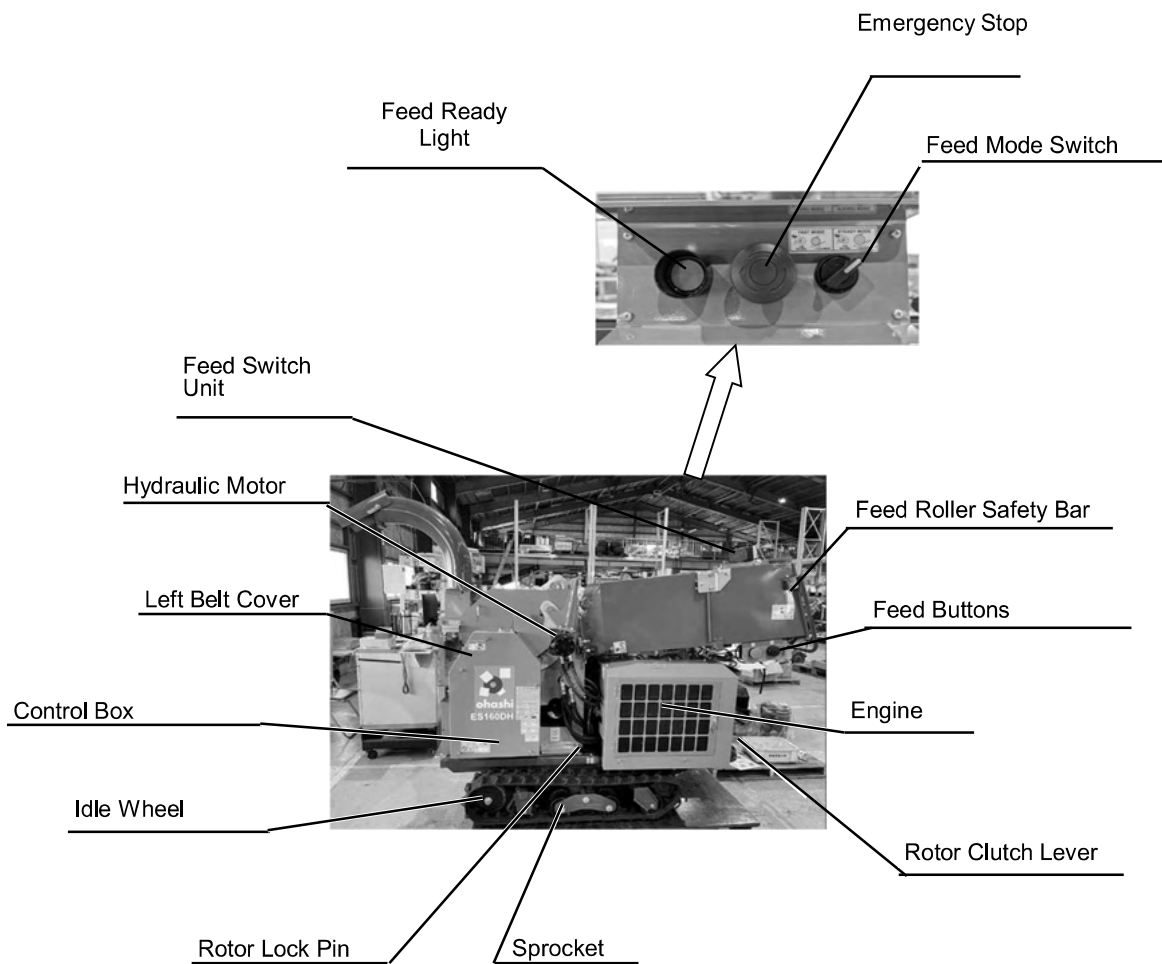 Emergency Stop
Feed Ready
Light
Feed Mode Switch
Feed Switch
Unit
Hydraulic Motor
Feed Roller Safety Bar
Left Belt Cover
Feed Buttons
ohashi
ES160DH
Control Box
Engine
Idle Wheel
Rotor Clutch Lever
Rotor Lock Pin
Sprocket